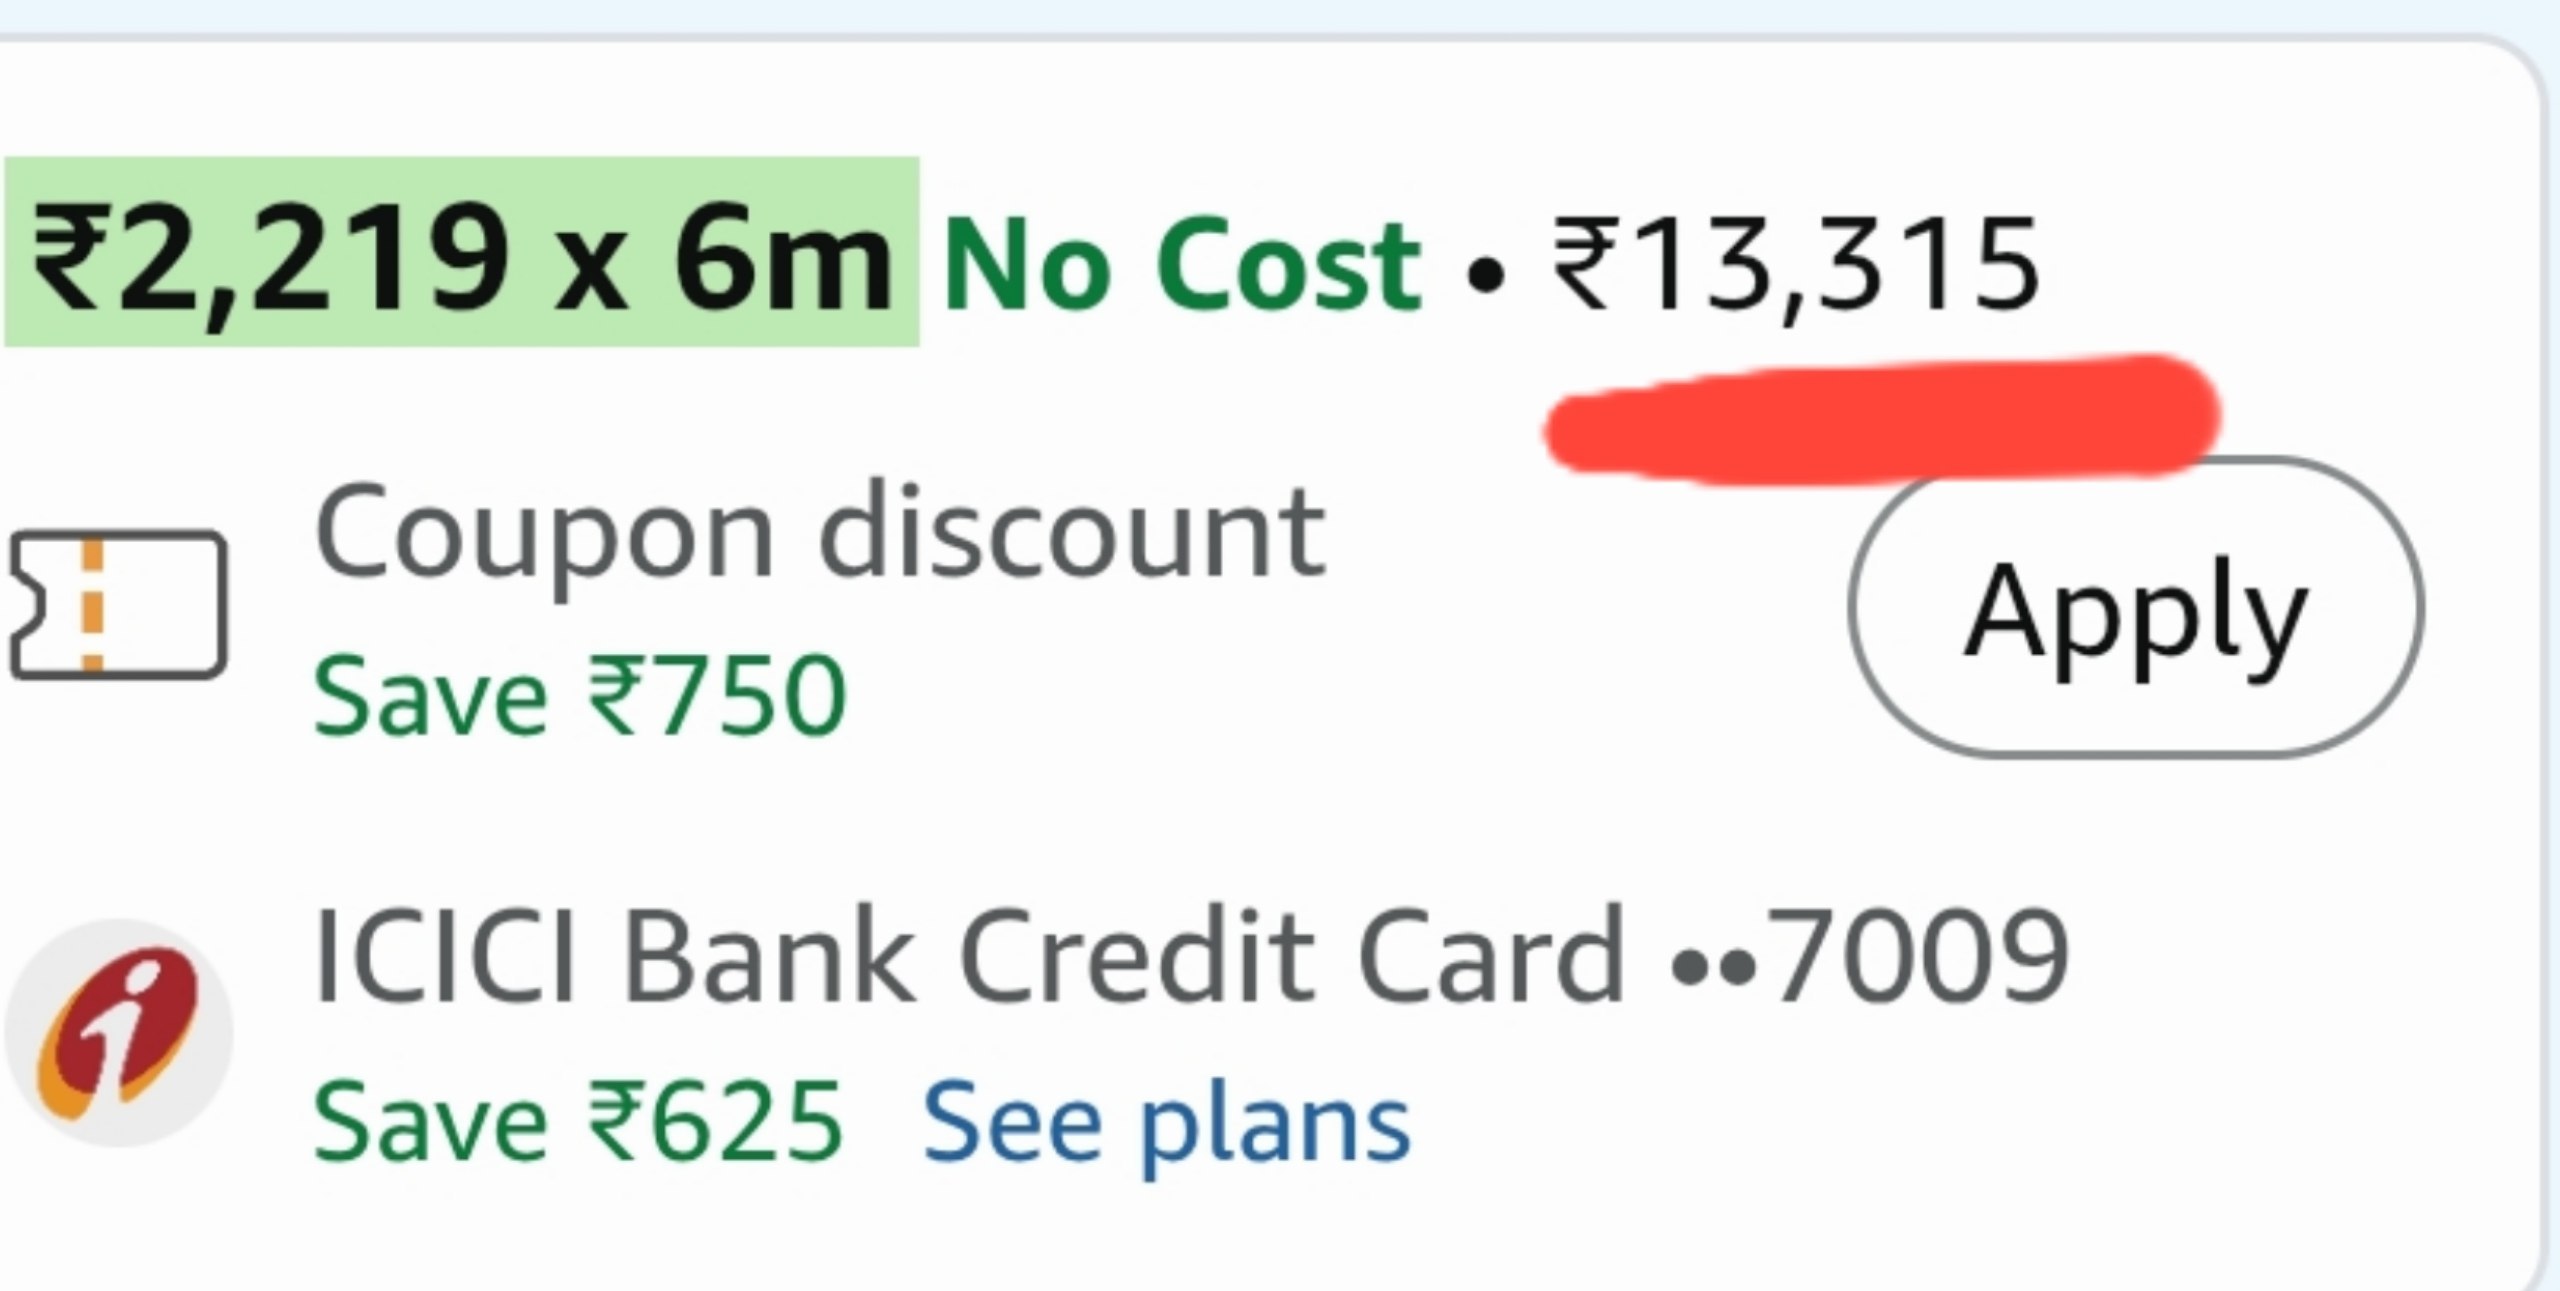 ₹2,219 x 6m No Cost • ₹13,315
Coupon discount
Save ₹750
Apply
ICICI Bank Credit Card ••7009
Save ₹625 See plans